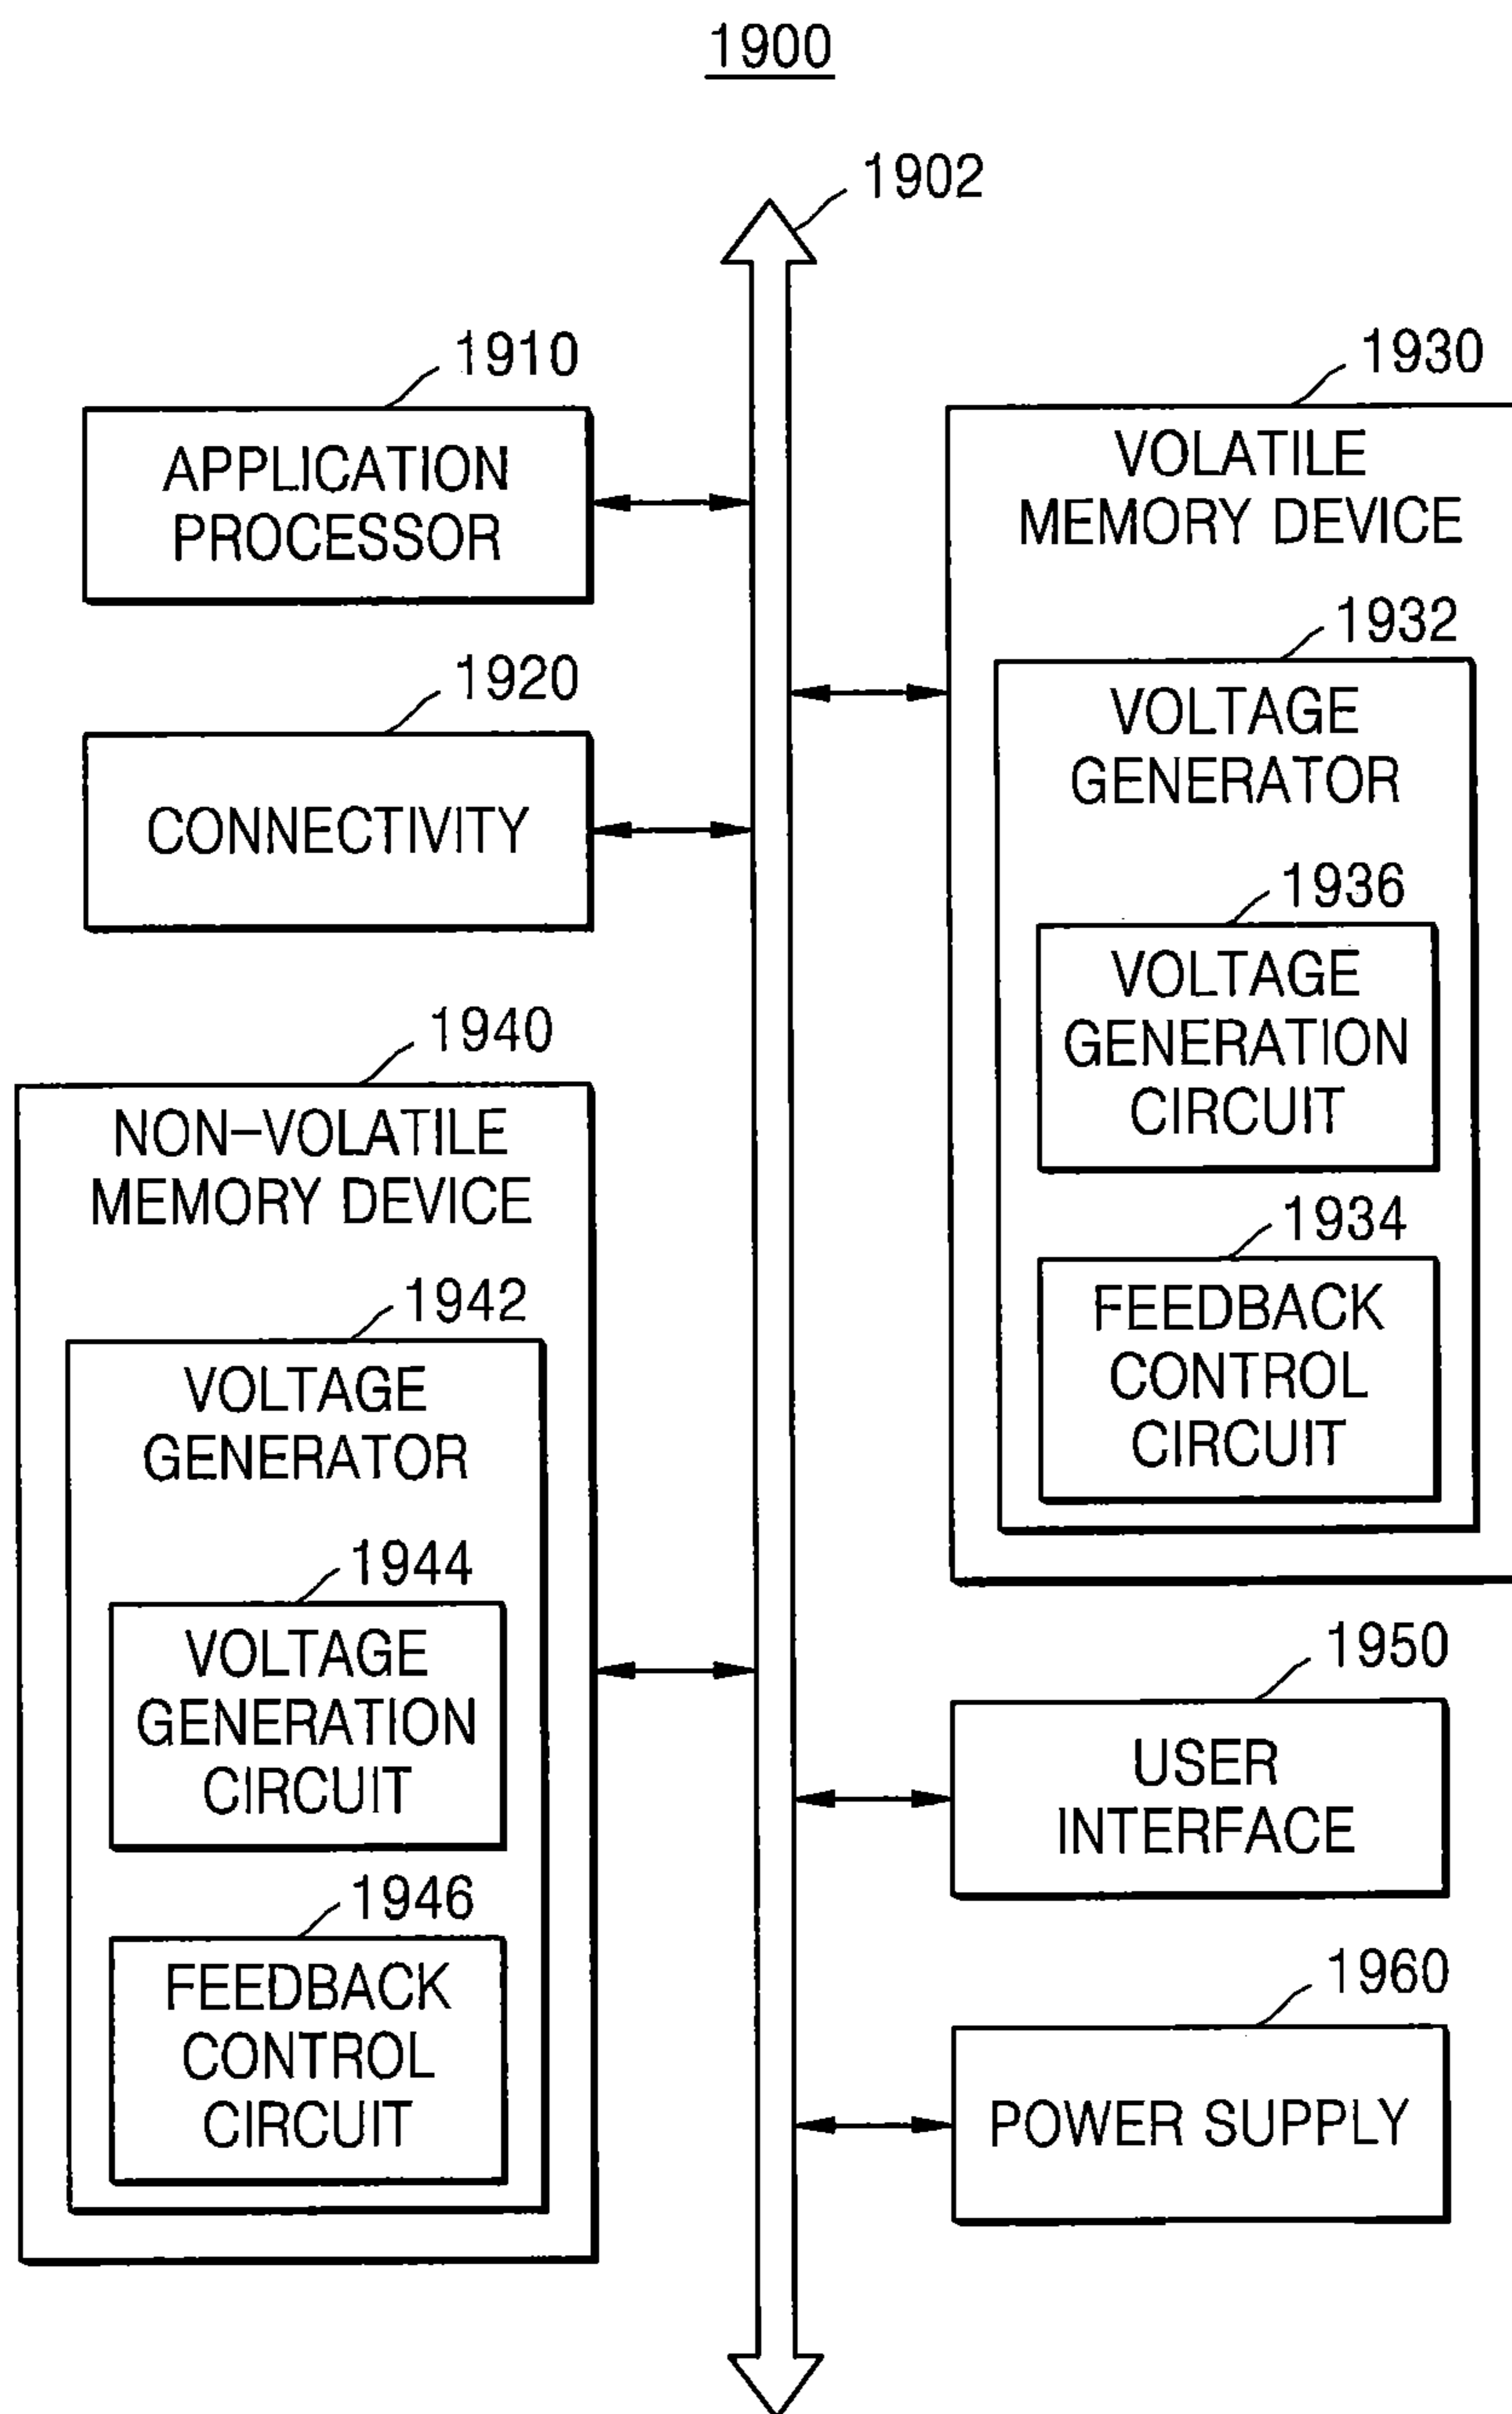 1900
1902
1910
APPLICATION
PROCESSOR
1920
CONNECTIVITY
1940
NON-VOLATILE
MEMORY DEVICE
1942
VOLTAGE
GENERATOR
1944
VOLTAGE
GENERATION
CIRCUIT
1946
FEEDBACK
CONTROL
CIRCUIT
1930
VOLATILE
MEMORY DEVICE
1932
VOLTAGE
GENERATOR
1936
VOLTAGE
GENERATION
CIRCUIT
1934
FEEDBACK
CONTROL
CIRCUIT
1950
USER
INTERFACE
1960
POWER SUPPLY